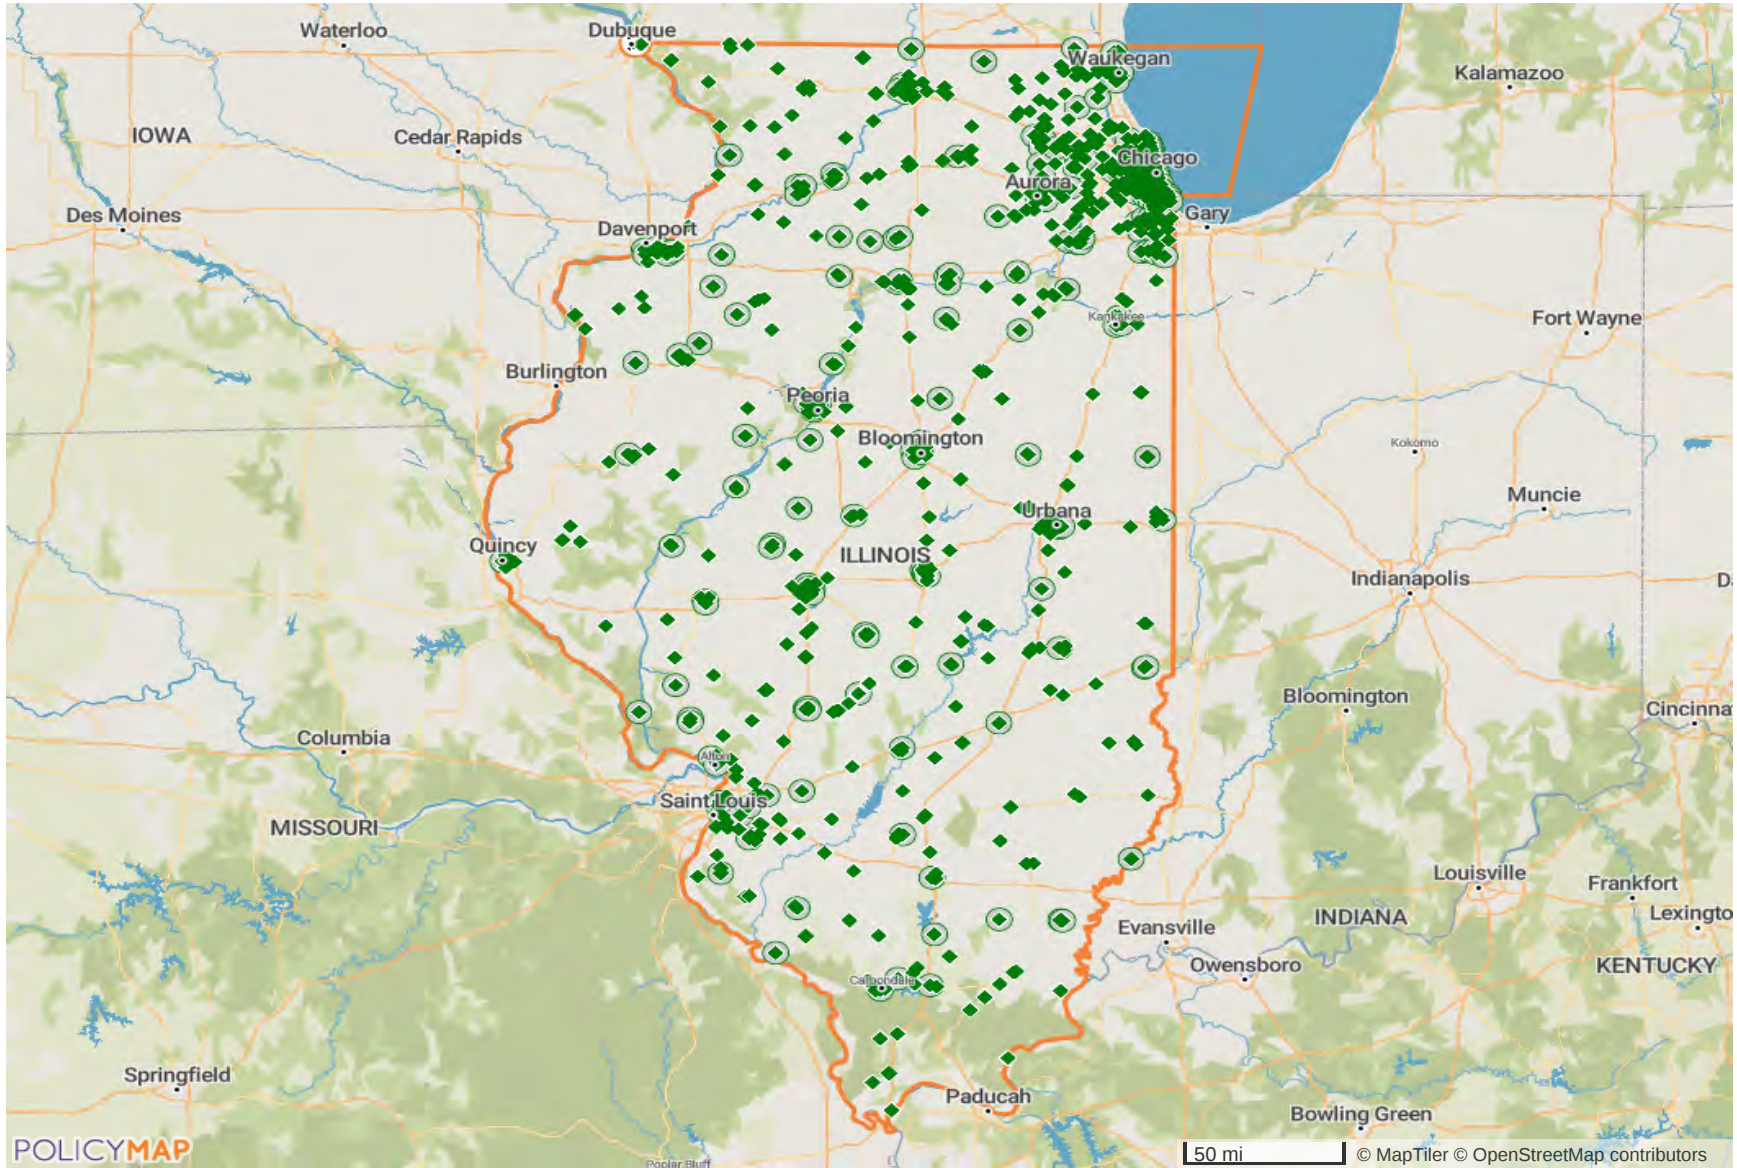 Waterloo
Dubuque
Waukegan
Kalamazoo
IOWA
Cedar Rapids
Chicago
Aurora
Des Moines
Davenport
Gary
Kankakee
Fort Wayne
Burlington
Peoria
Bloomington
Kokomo
Muncie
Urbana
Quincy
ILLINOIS
Indianapolis
Da
Bloomington
Cincinna
Columbia
Alton
Saint Louis
MISSOURI
Louisville
Frankfort
INDIANA
Lexingto
Evansville
Owensboro
KENTUCKY
Carbondale
Springfield
Paducah
Bowling Green
POLICYMAP
50 mi
© MapTiler © OpenStreetMap contributors
Poplar Bluff